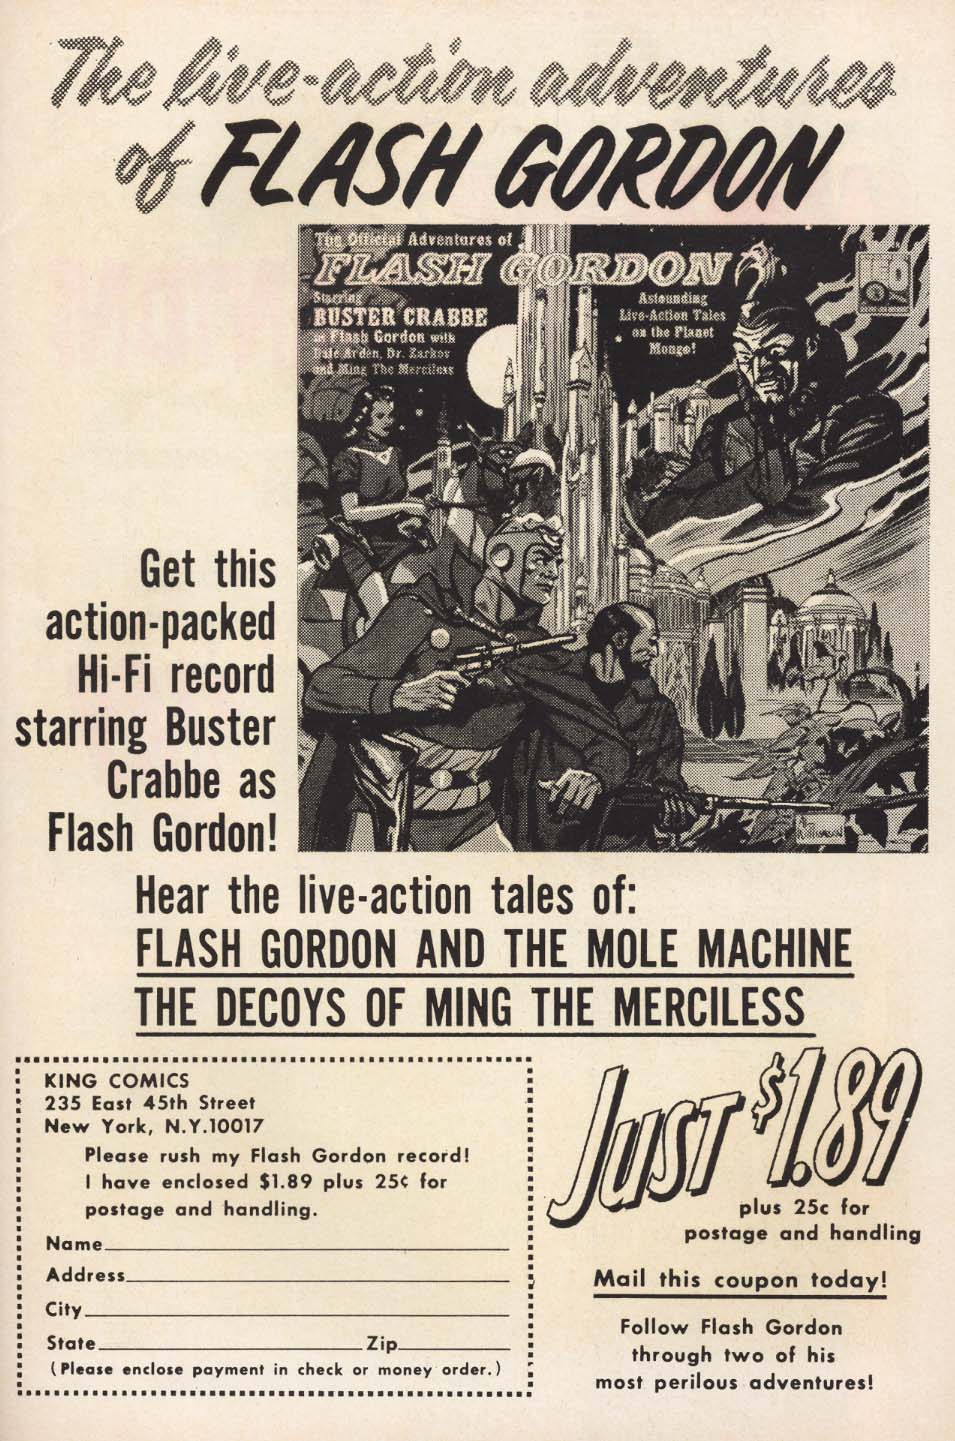 The live-action adventures
of FLASH GORDON
The Official Adventures of
FLASH GORDON
Starring
BUSTER CRABBE
as Flash Gordon with
Dale Arden, Dr. Zarkov
and Ming The Merciless
Astounding
Live-Action Tales
on the Planet
Mongo!
Get this
action-packed
Hi-Fi record
starring Buster
Crabbe as
Flash Gordon!
Hear the live-action tales of:
FLASH GORDON AND THE MOLE MACHINE
THE DECOYS OF MING THE MERCILESS
KING COMICS
235 East 45th Street
New York, N.Y.10017
Please rush my Flash Gordon record!
I have enclosed $1.89 plus 25¢ for
postage and handling.
Name
Address
City
State Zip
(Please enclose payment in check or money order.)
JUST $1.89
plus 25c for
postage and handling
Mail this coupon today!
Follow Flash Gordon
through two of his
most perilous adventures!